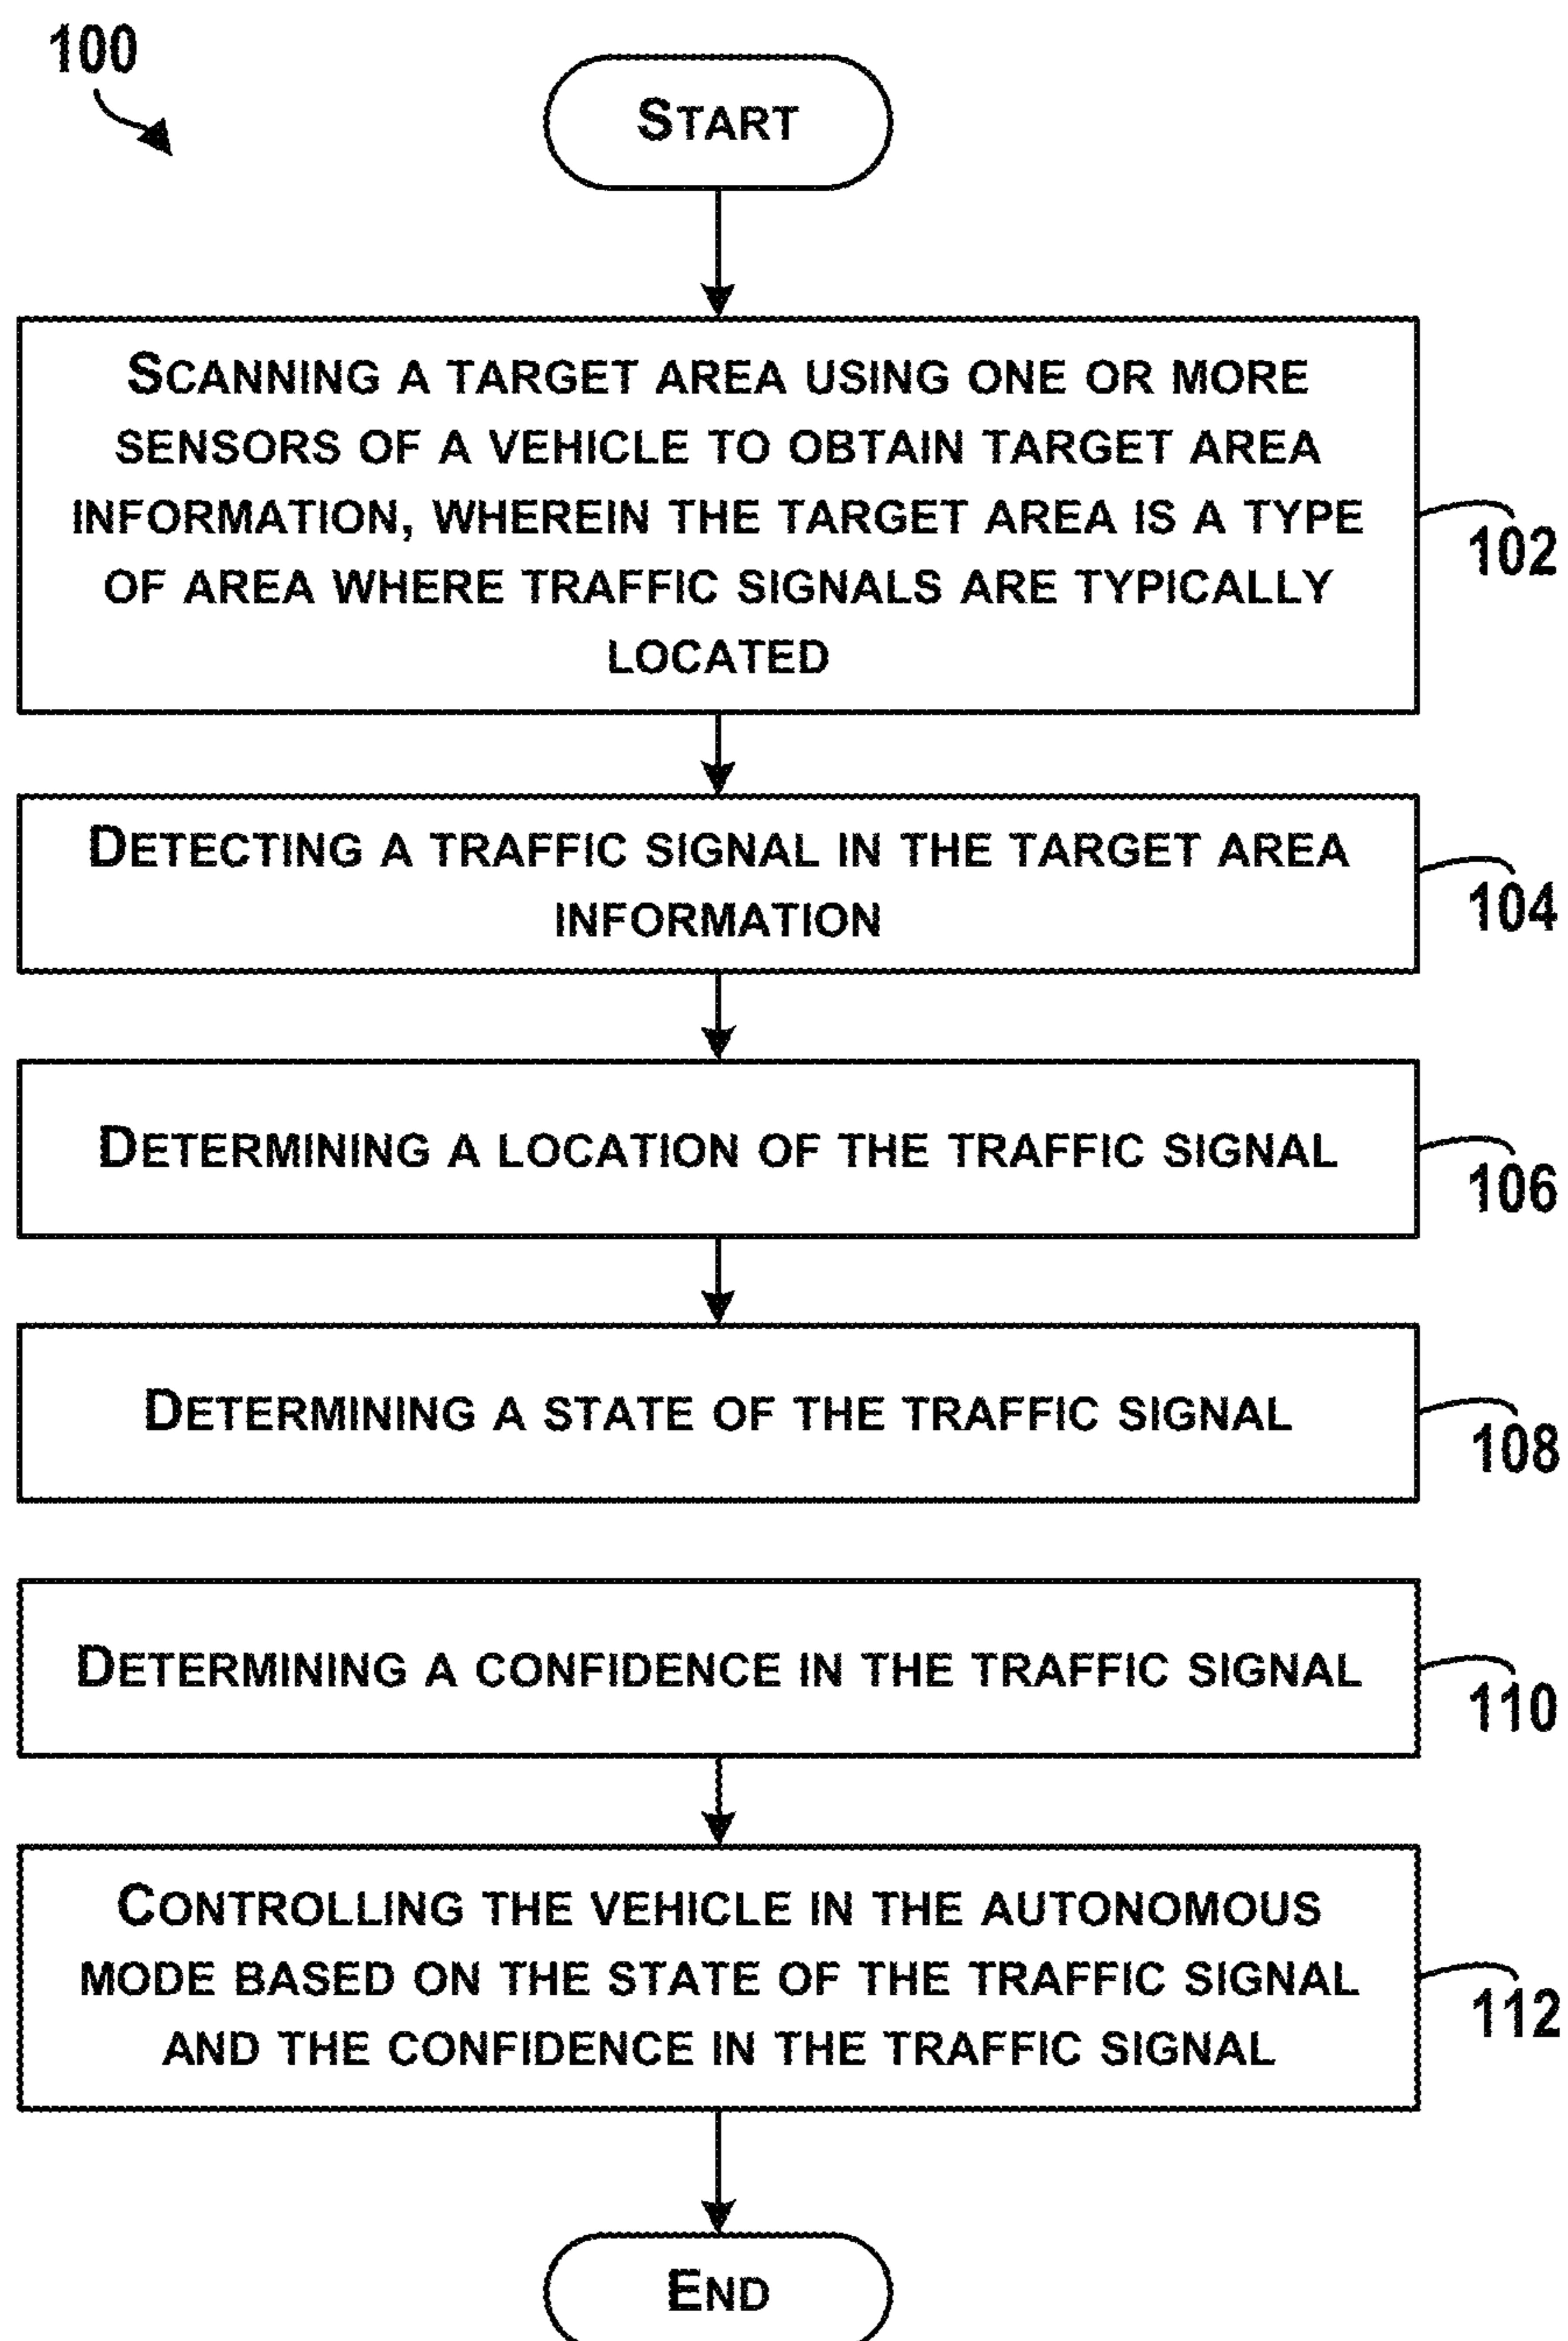 100
START
SCANNING A TARGET AREA USING ONE OR MORE
SENSORS OF A VEHICLE TO OBTAIN TARGET AREA
INFORMATION, WHEREIN THE TARGET AREA IS A TYPE
OF AREA WHERE TRAFFIC SIGNALS ARE TYPICALLY
LOCATED
102
DETECTING A TRAFFIC SIGNAL IN THE TARGET AREA
INFORMATION
104
DETERMINING A LOCATION OF THE TRAFFIC SIGNAL
106
DETERMINING A STATE OF THE TRAFFIC SIGNAL
108
DETERMINING A CONFIDENCE IN THE TRAFFIC SIGNAL
110
CONTROLLING THE VEHICLE IN THE AUTONOMOUS
MODE BASED ON THE STATE OF THE TRAFFIC SIGNAL
AND THE CONFIDENCE IN THE TRAFFIC SIGNAL
112
END